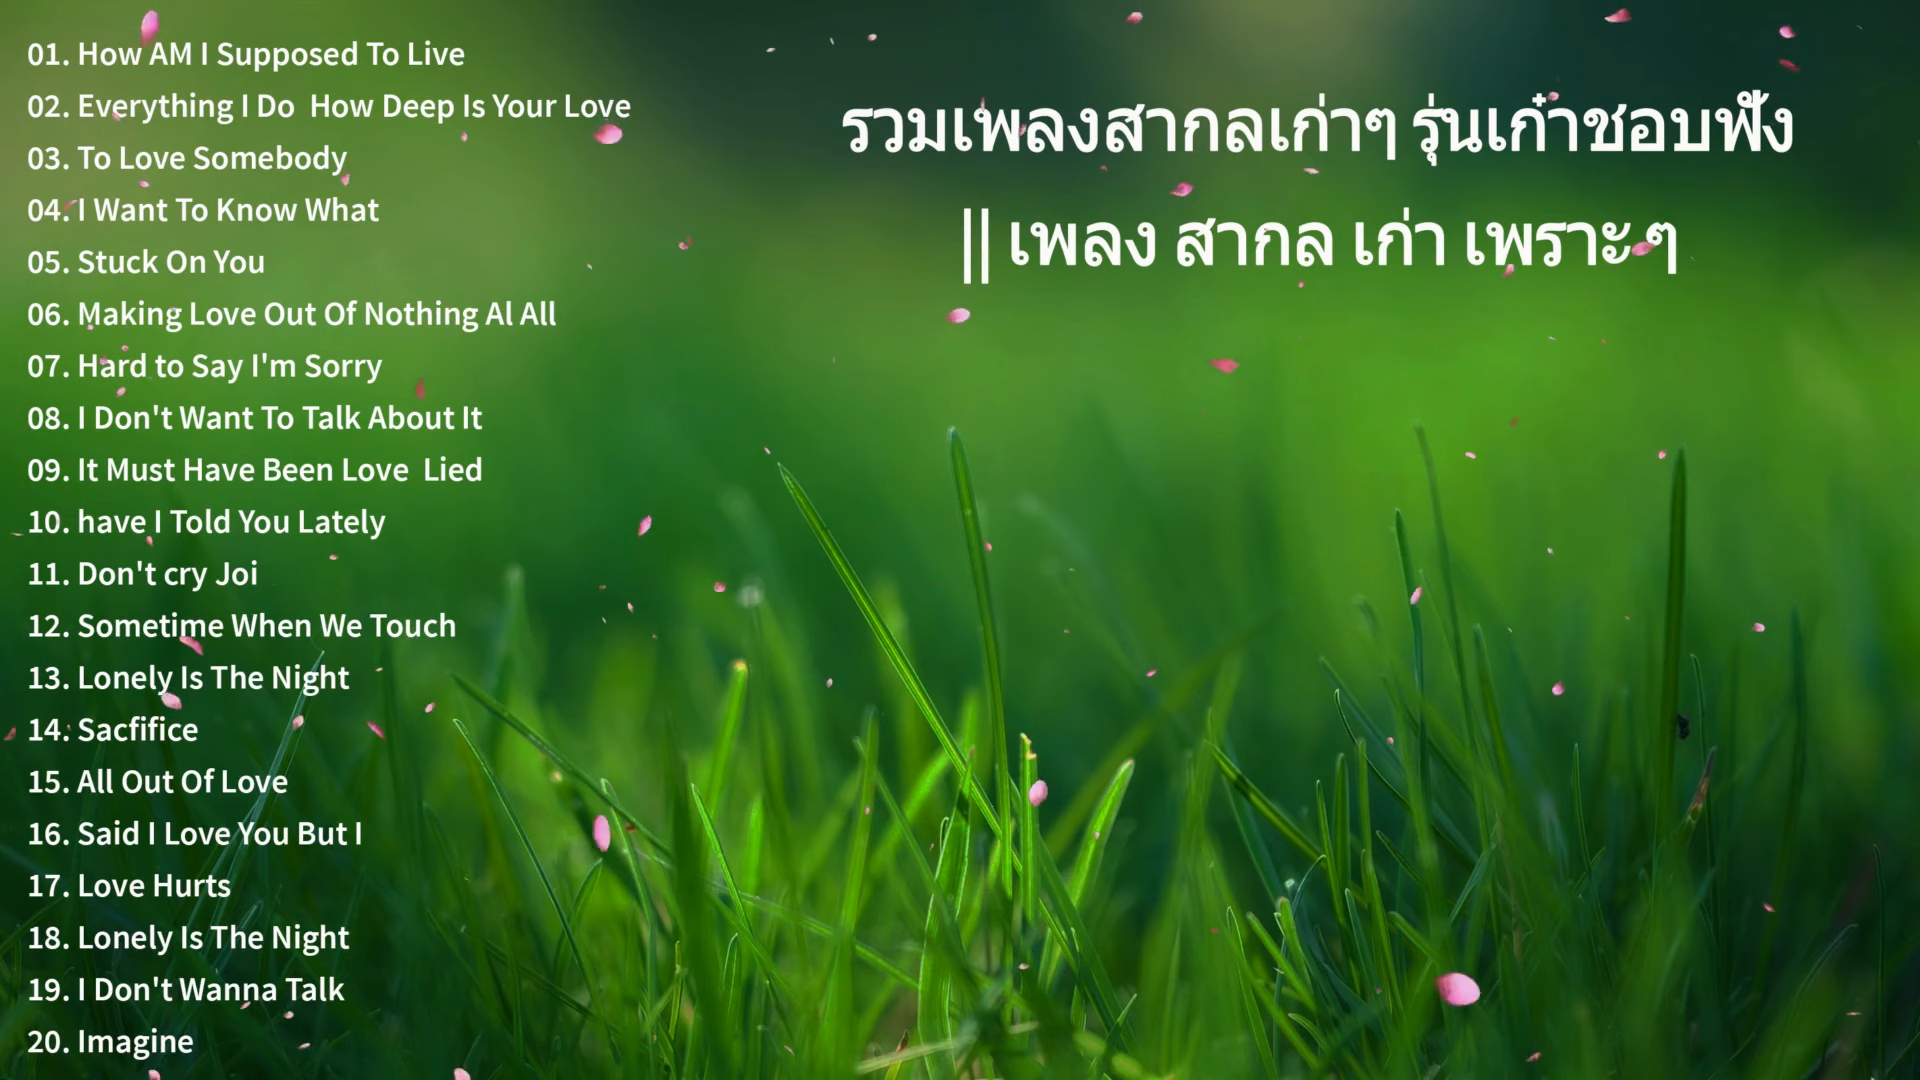 01. How AM I Supposed To Live
02. Everything I Do  How Deep Is Your Love
03. To Love Somebody
04. I Want To Know What
05. Stuck On You
06. Making Love Out Of Nothing Al All
07. Hard to Say I'm Sorry
08. I Don't Want To Talk About It
09. It Must Have Been Love  Lied
10. have I Told You Lately
11. Don't cry Joi
12. Sometime When We Touch
13. Lonely Is The Night
14. Sacfifice
15. All Out Of Love
16. Said I Love You But I
17. Love Hurts
18. Lonely Is The Night
19. I Don't Wanna Talk
20. Imagine
รวมเพลงสากลเก่าๆ รุ่นเก๋าชอบฟัง
|| เพลง สากล เก่า เพราะ ๆ